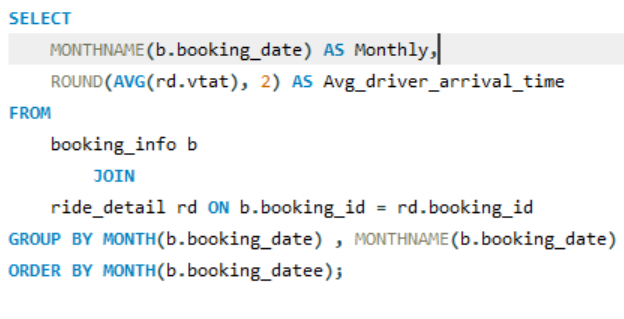 SELECT
MONTHNAME(b.booking_date) AS Monthly,
ROUND(AVG(rd.vtat), 2) AS Avg_driver_arrival_time
FROM
booking_info b
JOIN
ride_detail rd ON b.booking_id = rd.booking_id
GROUP BY MONTH(b.booking_date) , MONTHNAME(b.booking_date)
ORDER BY MONTH(b.booking_datee);